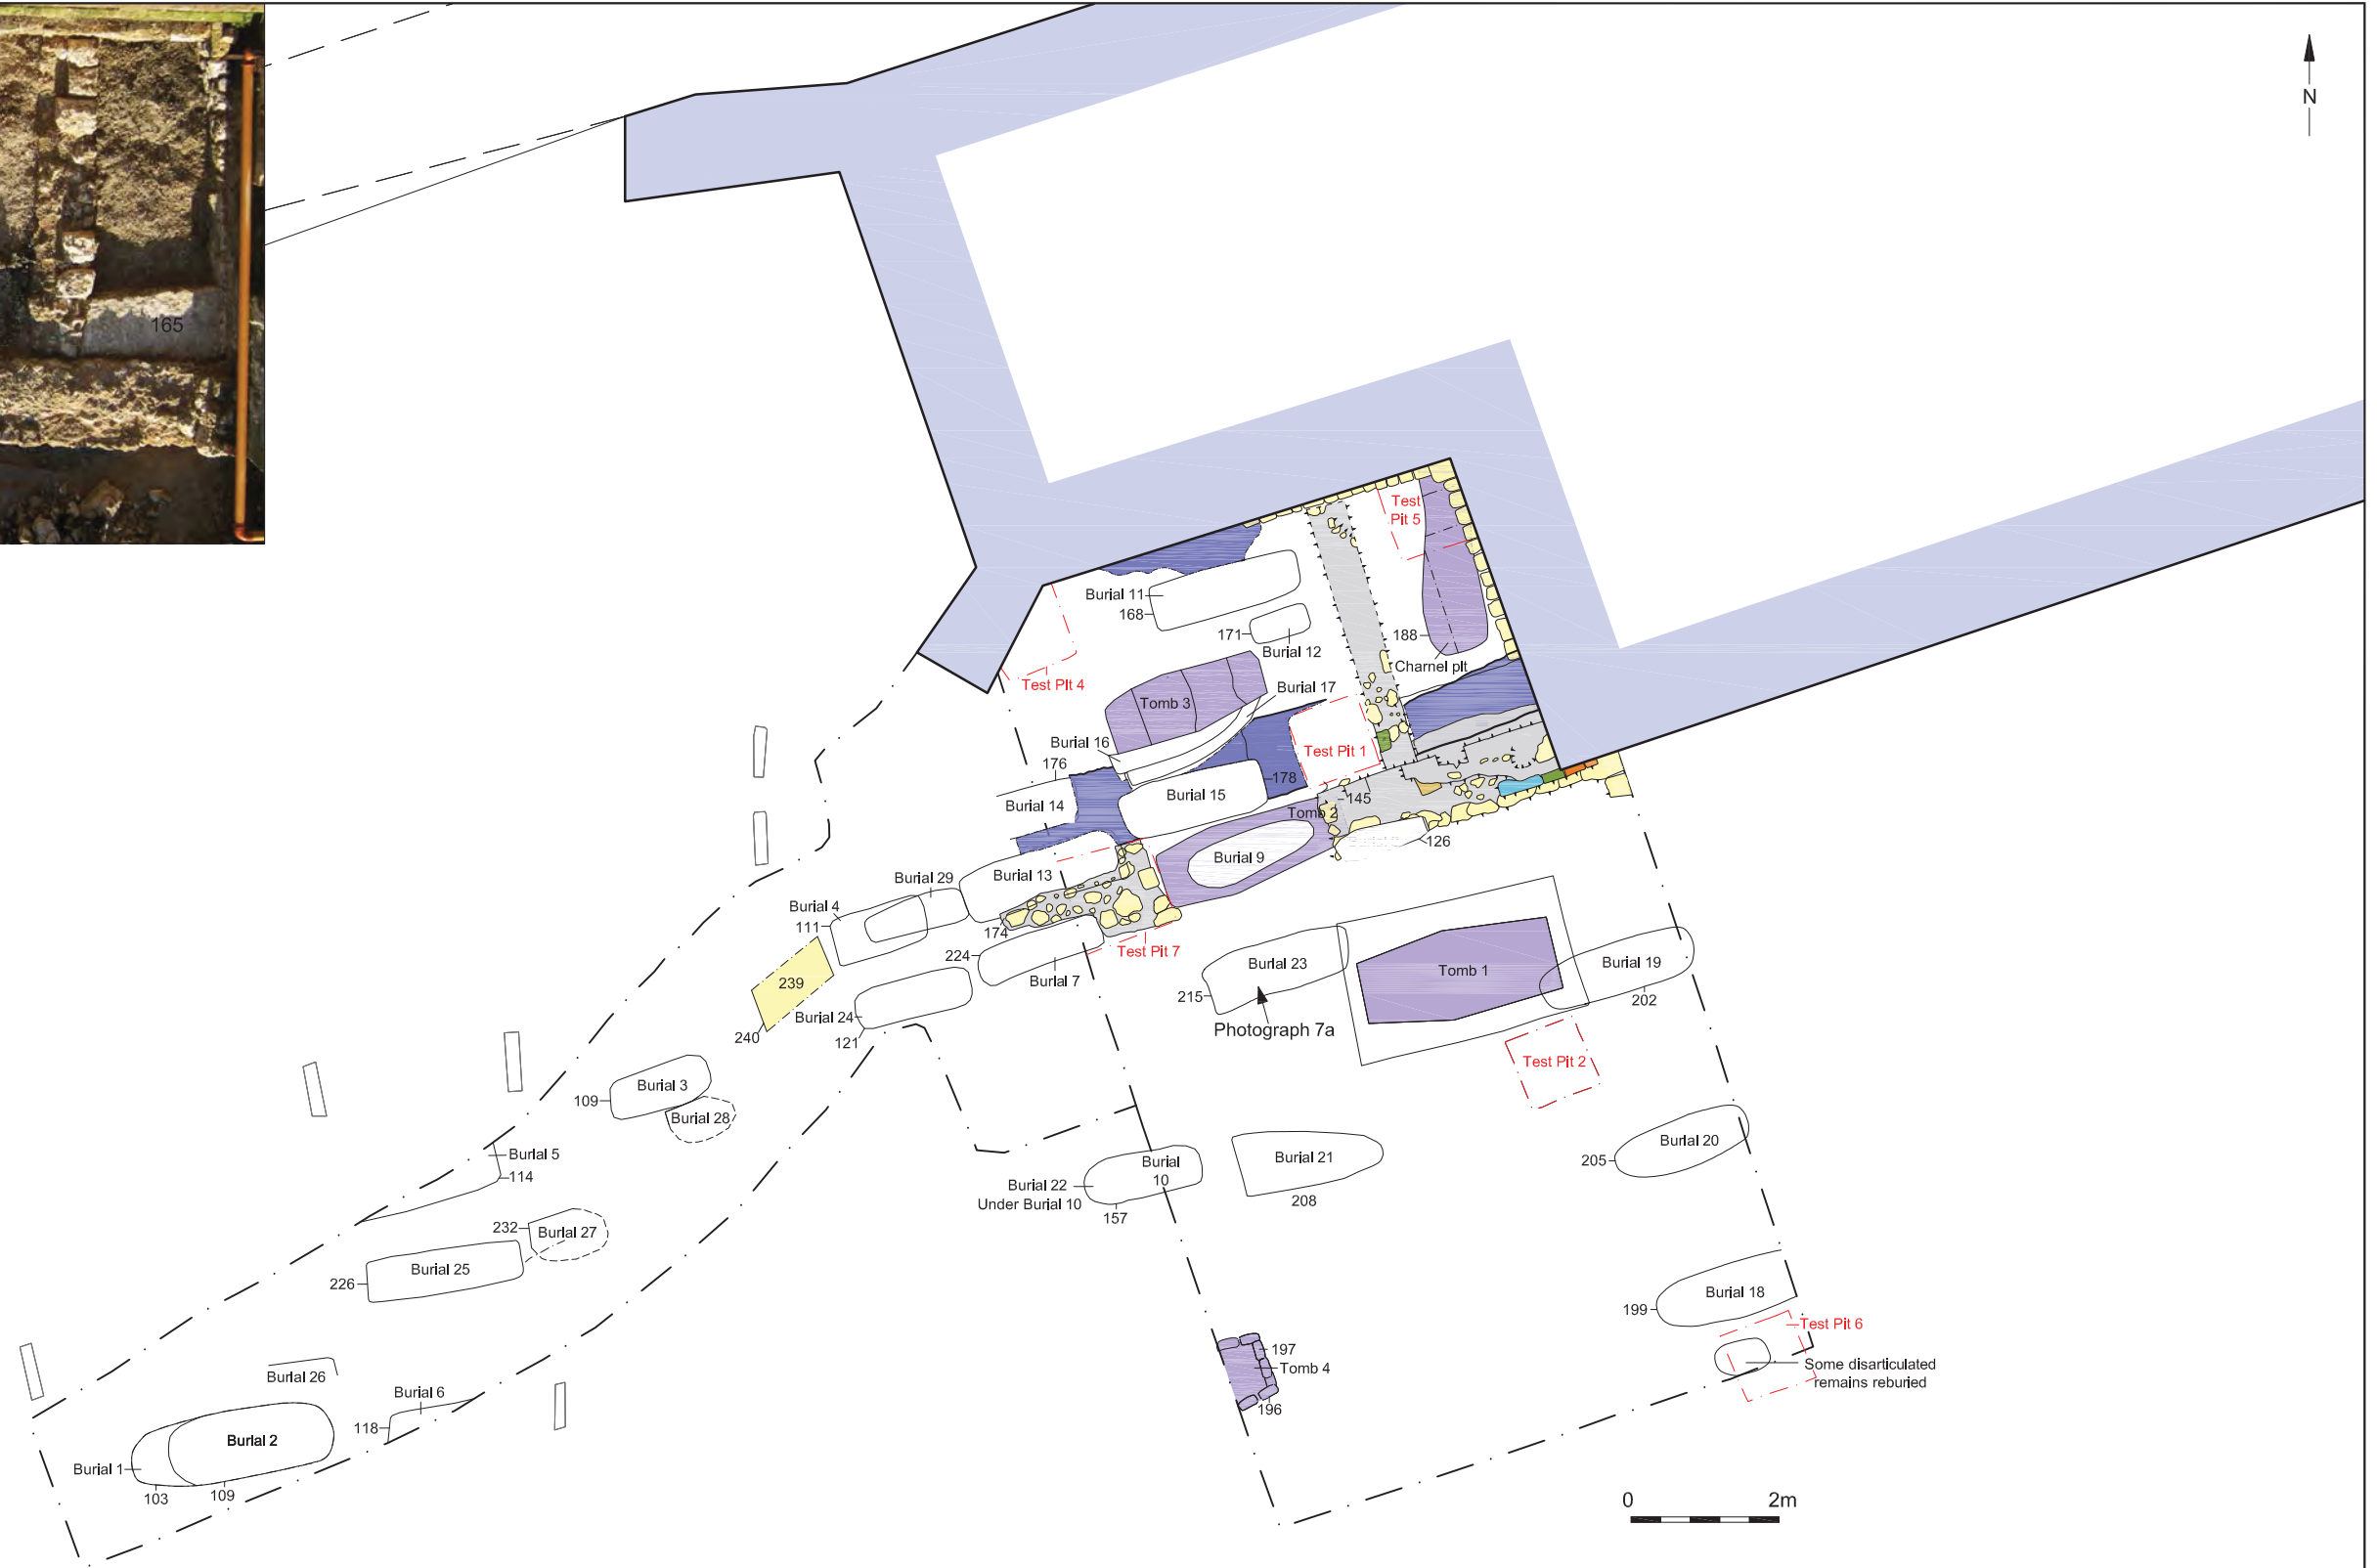 N
165
Test
Pit 5
Burial 11
168
171
Burial 12
188
Charnel pit
Test Pit 4
Tomb 3
Burial 17
Burial 16
176
Test Pit 1
178
Burial 14
Burial 15
145
Tomb 2
126
Burial 9
Burial 13
Burial 29
Burial 4
111
174
224
Test Pit 7
Burial 7
239
240
Burial 24
121
Burial 23
215
Photograph 7a
Tomb 1
Burial 19
202
Test Pit 2
Burial 3
109
Burial 28
Burial 5
114
Burial 20
205
Burial
10
Burial 22
Under Burial 10
157
Burial 21
208
232
Burial 27
Burial 25
226
Burial 18
199
Test Pit 6
Some disarticulated
remains reburied
197
Tomb 4
196
Burial 26
Burial 6
118
Burial 2
Burial 1
103
109
0 2m